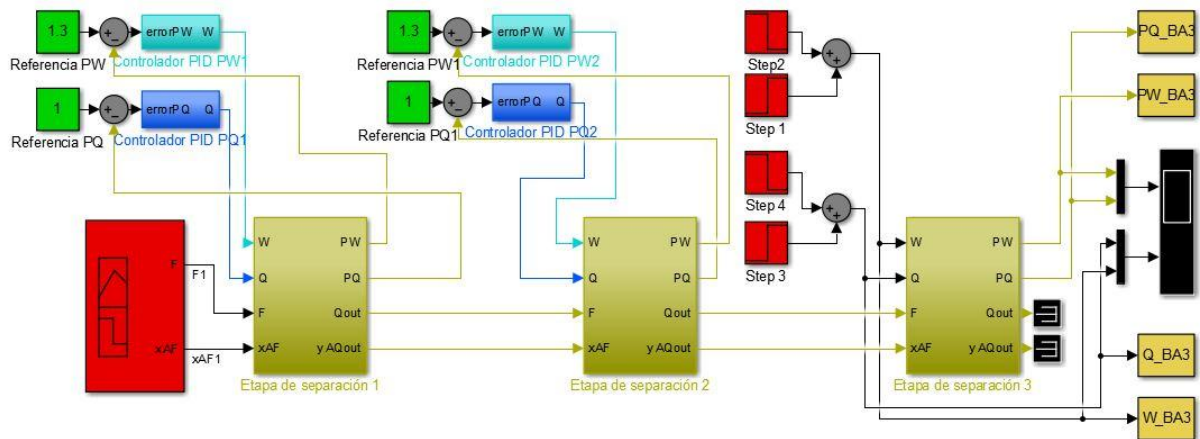 1.3
errorPW W
Referencia PW
Controlador PID PW1
1
errorPQ Q
Referencia PQ
Controlador PID PQ1
1.3
errorPW W
Referencia PW1
Controlador PID PW2
1
errorPQ Q
Referencia PQ1
Controlador PID PQ2
Step2
Step 1
Step 4
Step 3
PQ_BA3
PW_BA3
Q_BA3
W_BA3
F
F1
xAF
xAF1
W PW
Q PQ
F Qout
xAF yAQout
Etapa de separación 1
W PW
Q PQ
F Qout
xAF yAQout
Etapa de separación 2
W PW
Q PQ
F Qout
xAF yAQout
Etapa de separación 3